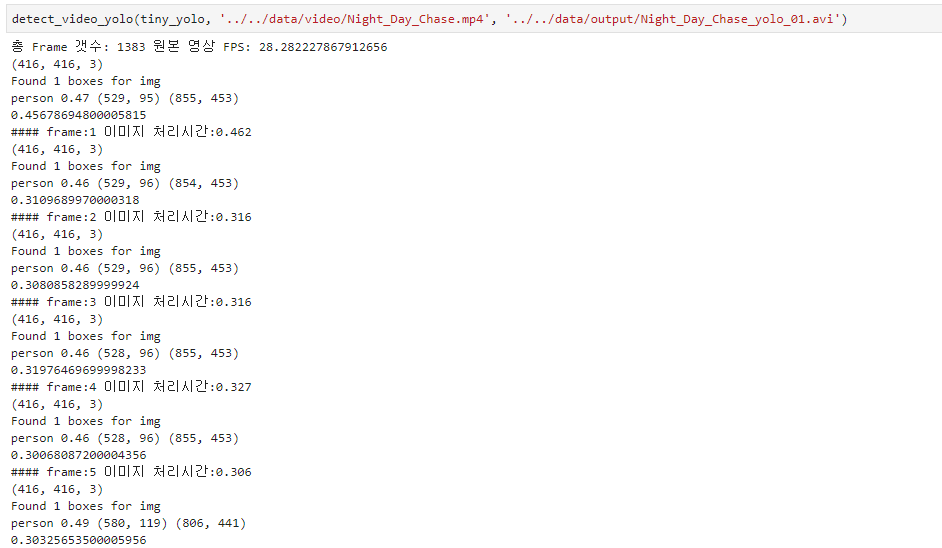 detect_video_yolo(tiny_yolo, '../../data/video/Night_Day_Chase.mp4', '../../data/output/Night_Day_Chase_yolo_01.avi')
총 Frame 갯수: 1383 원본 영상 FPS: 28.282227867912656
(416, 416, 3)
Found 1 boxes for img
person 0.47 (529, 95) (855, 453)
0.45678694800005815
#### frame:1 이미지 처리시간:0.462
(416, 416, 3)
Found 1 boxes for img
person 0.46 (529, 96) (854, 453)
0.3109689970000318
#### frame:2 이미지 처리시간:0.316
(416, 416, 3)
Found 1 boxes for img
person 0.46 (529, 96) (855, 453)
0.3080858289999924
#### frame:3 이미지 처리시간:0.316
(416, 416, 3)
Found 1 boxes for img
person 0.46 (528, 96) (855, 453)
0.31976469699998233
#### frame:4 이미지 처리시간:0.327
(416, 416, 3)
Found 1 boxes for img
person 0.46 (528, 96) (855, 453)
0.30068087200004356
#### frame:5 이미지 처리시간:0.306
(416, 416, 3)
Found 1 boxes for img
person 0.49 (580, 119) (806, 441)
0.30325653500005956